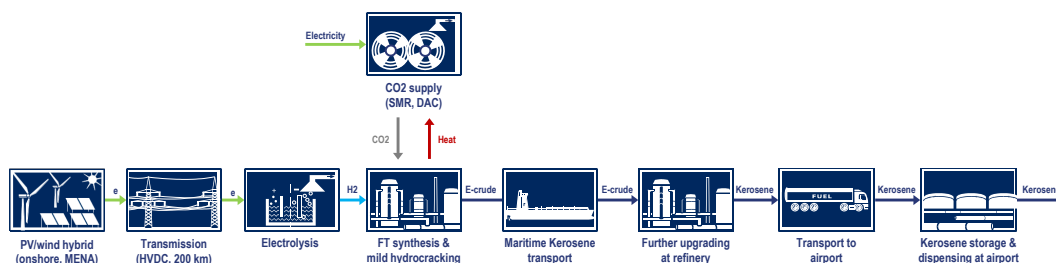 Electricity
CO2 supply
(SMR, DAC)
CO2
Heat
e
e
H2
E-crude
E-crude
Kerosene
Kerosene
Kerosen
FUEL
PV/wind hybrid
(onshore, MENA)
Transmission
(HVDC, 200 km)
Electrolysis
FT synthesis &
mild hydrocracking
Maritime Kerosene
transport
Further upgrading
at refinery
Transport to
airport
Kerosene storage &
dispensing at airport